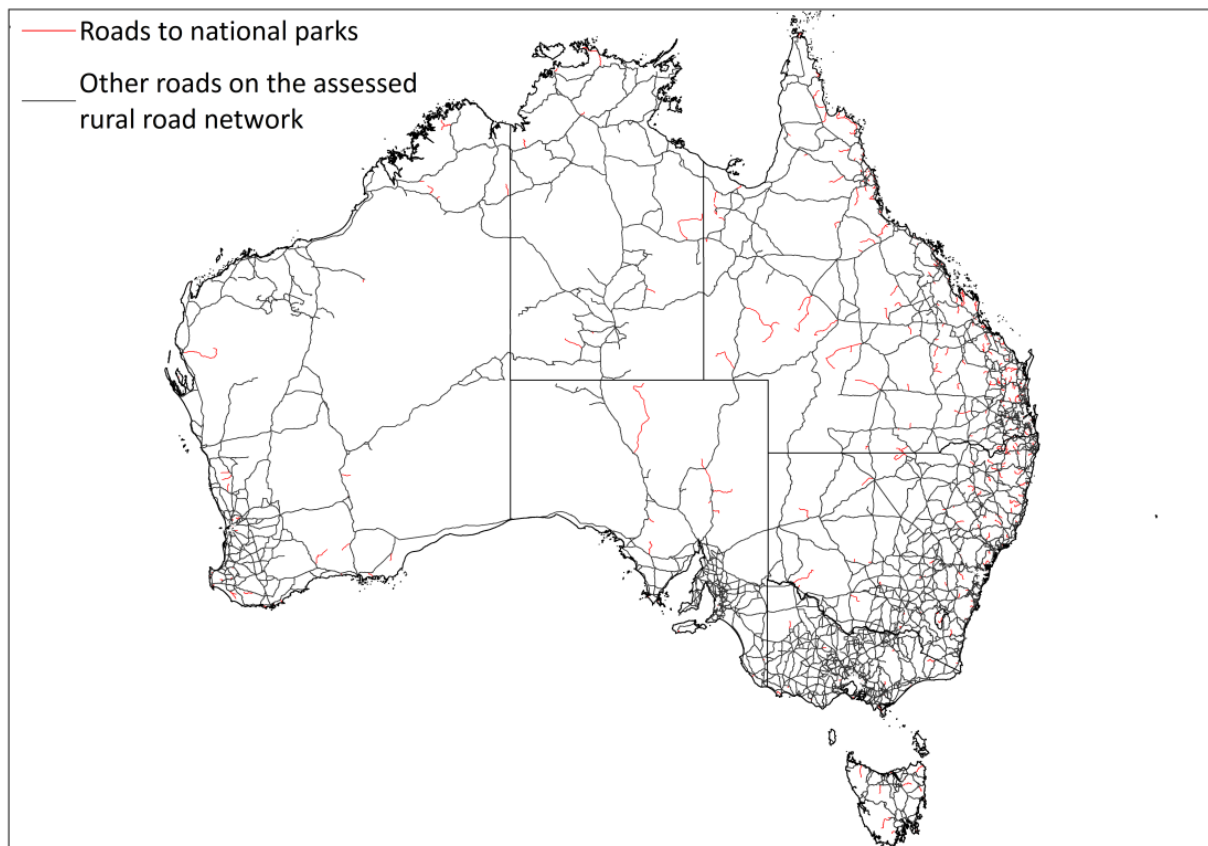 Roads to national parks
Other roads on the assessed
rural road network